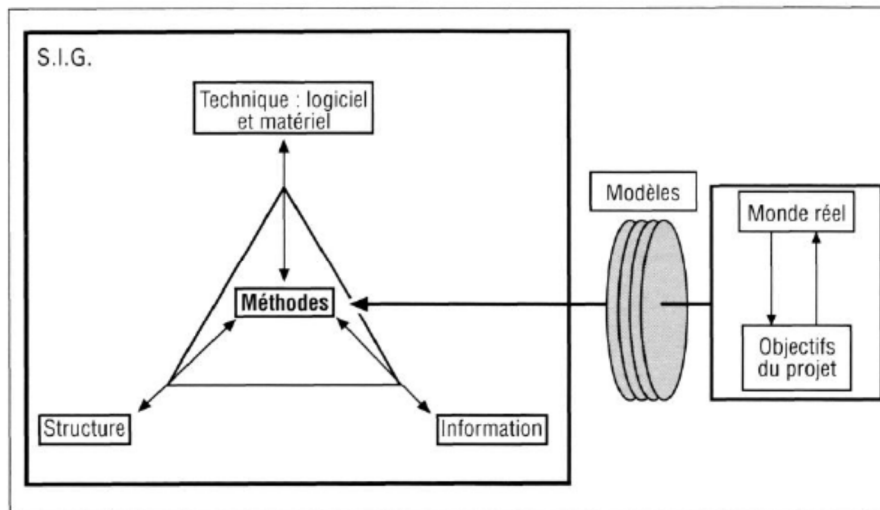 S.I.G.
Technique : logiciel
et matériel
Modèles
Monde réel
Méthodes
Objectifs
du projet
Structure
Information